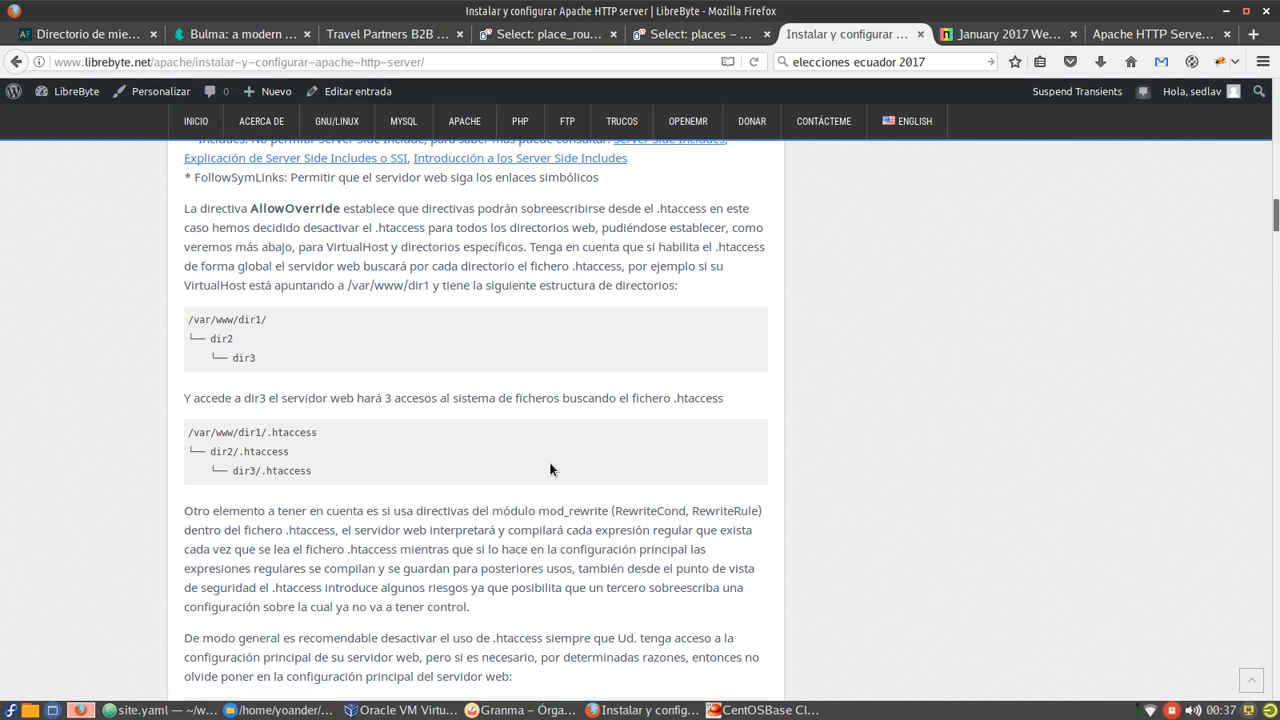 Instalar y configurar Apache HTTP server | LibreByte - Mozilla Firefox
Directorio de mie... × Bulma: a modern ... × Travel Partners B2B ... × Select: place_rou... × Select: places – ... × Instalar y configurar ... × January 2017 We... × Apache HTTP Serve... ×
www.librebyte.net/apache/instalar-y-configurar-apache-http-server/ elecciones ecuador 2017
LibreByte Personalizar 0 Nuevo Editar entrada Suspend Transients Hola, sedlav
INICIO ACERCA DE GNU/LINUX MYSQL APACHE PHP FTP TRUCOS OPENEMR DONAR CONTÁCTEME ENGLISH
Includes: No permitir Server Side Include, para saber más puede consultar: Server Side Includes,
Explicación de Server Side Includes o SSI, Introducción a los Server Side Includes
* FollowSymLinks: Permitir que el servidor web siga los enlaces simbólicos
La directiva AllowOverride establece que directivas podrán sobreescribirse desde el .htaccess en este
caso hemos decidido desactivar el .htaccess para todos los directorios web, pudiéndose establecer, como
veremos más abajo, para VirtualHost y directorios específicos. Tenga en cuenta que si habilita el .htaccess
de forma global el servidor web buscará por cada directorio el fichero .htaccess, por ejemplo si su
VirtualHost está apuntando a /var/www/dir1 y tiene la siguiente estructura de directorios:
/var/www/dir1/
└── dir2
└── dir3
Y accede a dir3 el servidor web hará 3 accesos al sistema de ficheros buscando el fichero .htaccess
/var/www/dir1/.htaccess
└── dir2/.htaccess
└── dir3/.htaccess
Otro elemento a tener en cuenta es si usa directivas del módulo mod_rewrite (RewriteCond, RewriteRule)
dentro del fichero .htaccess, el servidor web interpretará y compilará cada expresión regular que exista
cada vez que se lea el fichero .htaccess mientras que si lo hace en la configuración principal las
expresiones regulares se compilan y se guardan para posteriores usos, también desde el punto de vista
de seguridad el .htaccess introduce algunos riesgos ya que posibilita que un tercero sobreescriba una
configuración sobre la cual ya no va a tener control.
De modo general es recomendable desactivar el uso de .htaccess siempre que Ud. tenga acceso a la
configuración principal de su servidor web, pero si es necesario, por determinadas razones, entonces no
olvide poner en la configuración principal del servidor web:
site.yaml — ~/w... /home/yoander/... Oracle VM Virtu... Granma – Órga... Instalar y config... CentOSBase Cl... 00:37